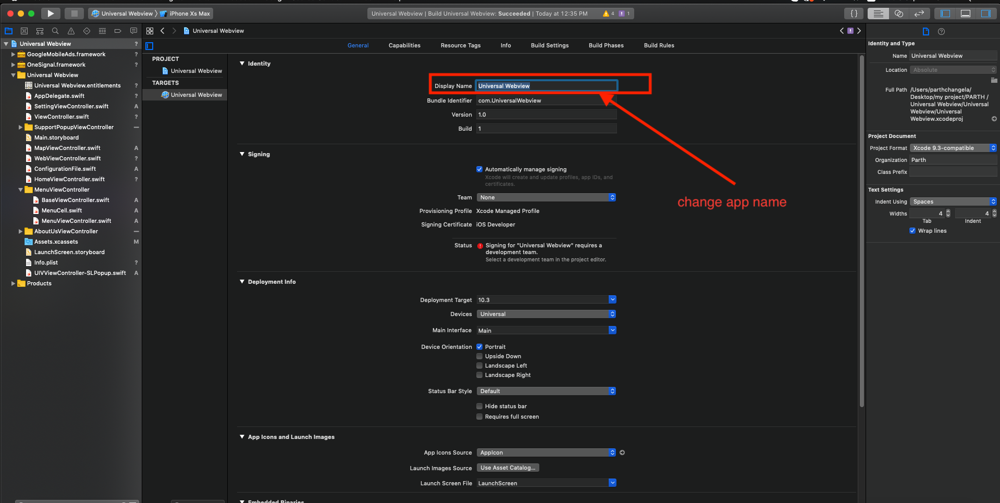 Universal Webview
iPhone Xs Max
Universal Webview | Build Universal Webview: Succeeded | Today at 12:35 PM
4
1
{}
Universal Webview
General
Capabilities
Resource Tags
Info
Build Settings
Build Phases
Build Rules
Universal Webview ?
GoogleMobileAds.framework ?
OneSignal.framework ?
Universal Webview
Universal Webview.entitlements ?
AppDelegate.swift ?
SettingViewController.swift ?
ViewController.swift ?
SupportPopupViewController
Main.storyboard
MapViewController.swift A
WebViewController.swift ?
ConfigurationFile.swift A
HomeViewController.swift ?
MenuViewController
BaseViewController.swift A
MenuCell.swift A
MenuViewController.swift A
AboutUsViewController
Assets.xcassets M
LaunchScreen.storyboard
Info.plist ?
UIVViewController-SLPopup.swift A
Products
PROJECT
Universal Webview
TARGETS
Universal Webview
Identity
Display Name Universal Webview
Bundle Identifier com.UniversalWebview
Version 1.0
Build 1
change app name
Signing
Automatically manage signing
Xcode will create and update profiles, app IDs, and
certificates.
Team None
Provisioning Profile Xcode Managed Profile
Signing Certificate iOS Developer
Status Signing for "Universal Webview" requires a
development team.
Select a development team in the project editor.
Deployment Info
Deployment Target 10.3
Devices Universal
Main Interface Main
Device Orientation Portrait
Upside Down
Landscape Left
Landscape Right
Status Bar Style Default
Hide status bar
Requires full screen
App Icons and Launch Images
App Icons Source AppIcon
Launch Images Source Use Asset Catalog...
Launch Screen File LaunchScreen
Embedded Binaries
Identity and Type
Name Universal Webview
Location Absolute
Full Path /Users/parthchangela/
Desktop/my project/PARTH /
Universal Webview/Universal
Webview/Universal
Webview.xcodeproj
Project Document
Project Format Xcode 9.3-compatible
Organization Parth
Class Prefix
Text Settings
Indent Using Spaces
Widths 4 4
Tab Indent
Wrap lines